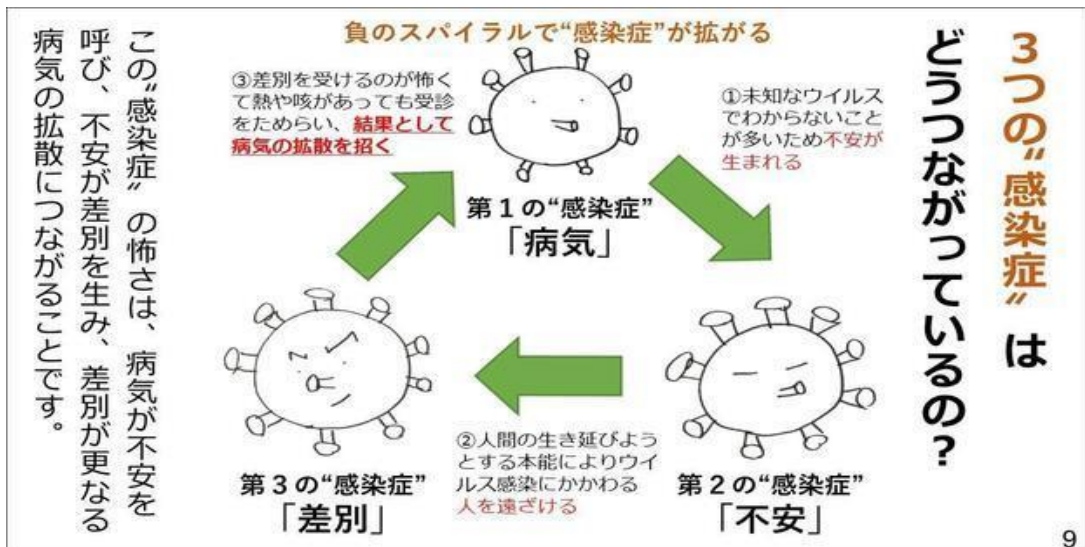 3つの“感染症”は
どうつながっているの？
負のスパイラルで“感染症”が拡がる
①未知なウイルス
でわからないこと
が多いため不安が
生まれる
第1の“感染症”
「病気」
②人間の生き延びよう
とする本能によりウイ
ルス感染にかかわる
人を遠ざける
第２の“感染症”
「不安」
③差別を受けるのが怖く
て熱や咳があっても受診
をためらい、結果として
病気の拡散を招く
第３の“感染症”
「差別」
この“感染症”の怖さは、病気が不安を
呼び、不安が差別を生み、差別が更なる
病気の拡散につながることです。
9